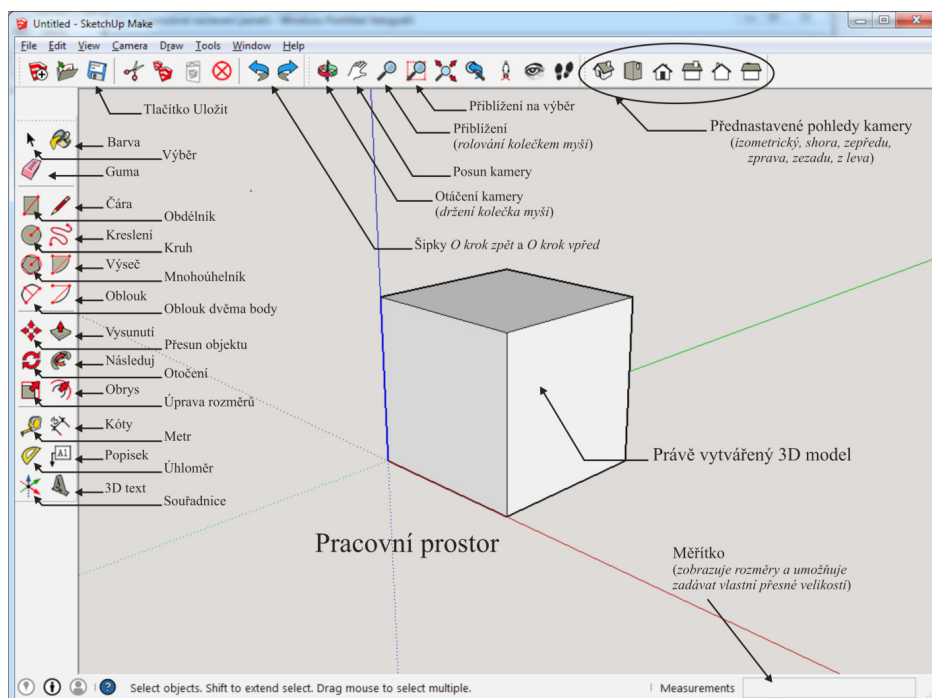 Untitled - SketchUp Make
File Edit View Camera Draw Tools Window Help
Tlačítko Uložit
Přiblížení na výběr
Přiblížení
(rolování kolečkem myší)
Posun kamery
Otáčení kamery
(držení kolečka myší)
Šipky O krok zpět a O krok vpřed
Přednastavené pohledy kamery
(izometrický, shora, zepředu,
zprava, zezadu, z leva)
Barva
Výběr
Guma
Čára
Obdélník
Kreslení
Kruh
Výseč
Mnohoúhelník
Oblouk
Oblouk dvěma body
Vysunutí
Přesun objektu
Následuj
Otočení
Obrys
Úprava rozměrů
Kóty
Metr
A1
Popisek
Úhloměr
3D text
Souřadnice
Právě vytvářený 3D model
Pracovní prostor
Měřítko
(zobrazuje rozměry a umožňuje
zadávat vlastní přesné velikosti)
Select objects. Shift to extend select. Drag mouse to select multiple.
Measurements